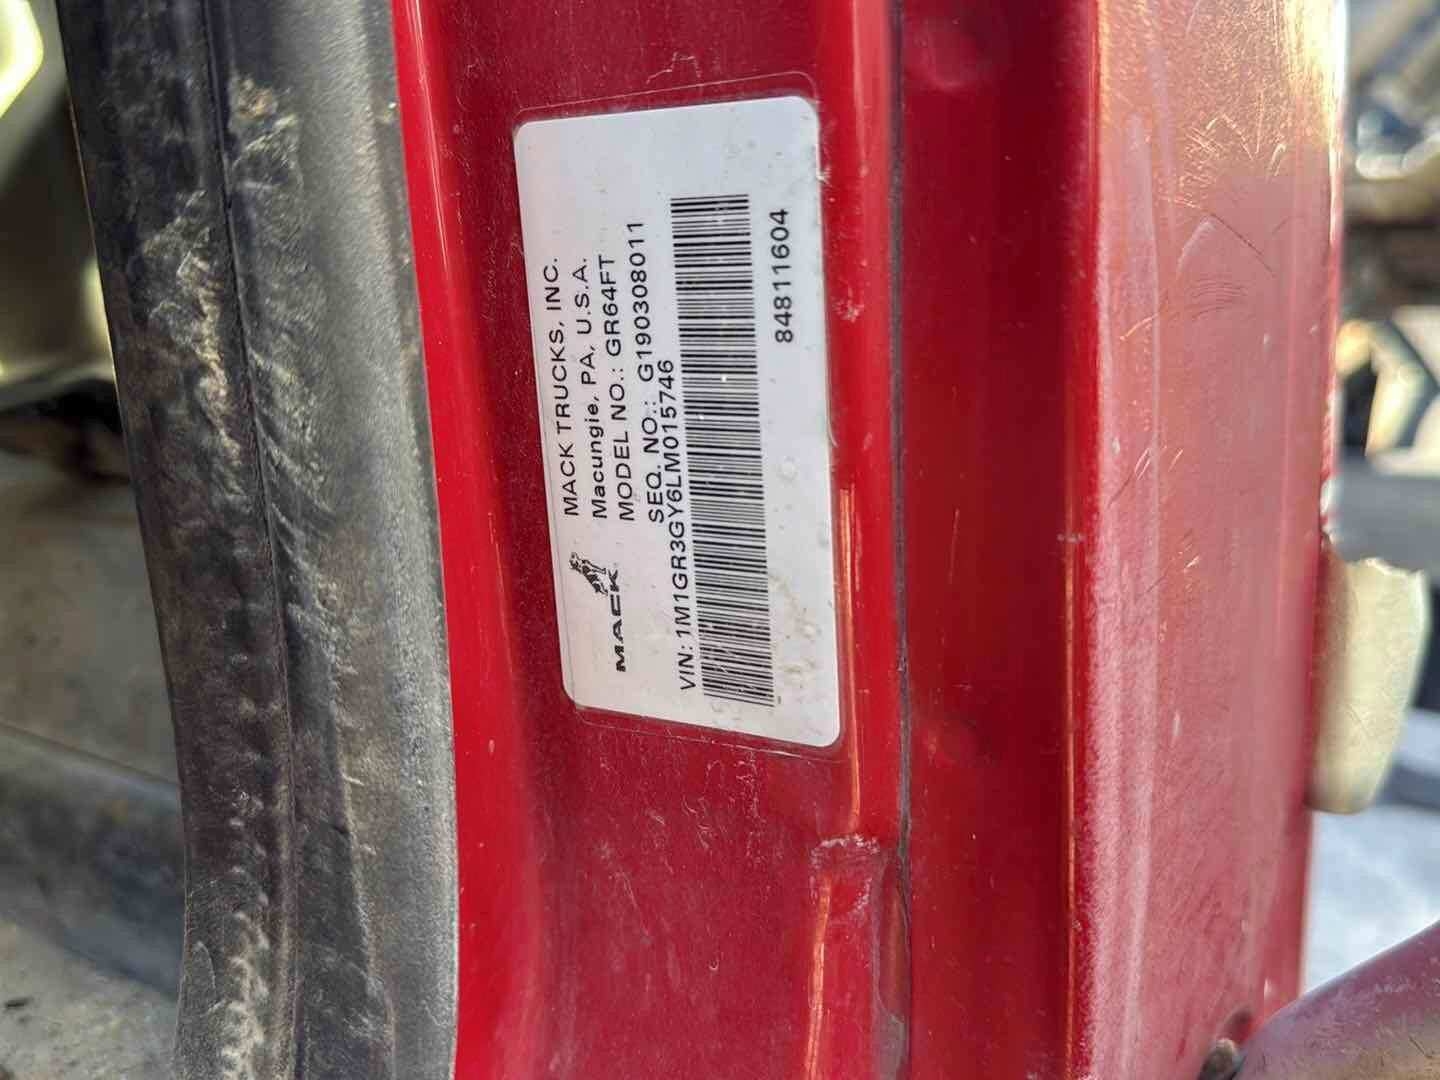 MACK TRUCKS, INC.
Macungie, PA, U.S.A.
MODEL NO.: GR64FT
SEQ. NO.: G190308011
MACK
VIN: 1M1GR3GY6LM015746
84811604